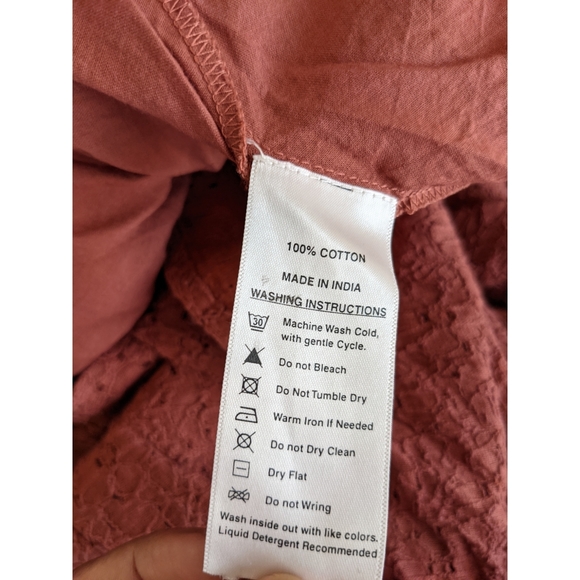 100% COTTON
MADE IN INDIA
WASHING INSTRUCTIONS
30
Machine Wash Cold,
with gentle Cycle.
Do not Bleach
Do Not Tumble Dry
Warm Iron If Needed
Do not Dry Clean
Dry Flat
Do not Wring
Wash inside out with like colors.
Liquid Detergent Recommended